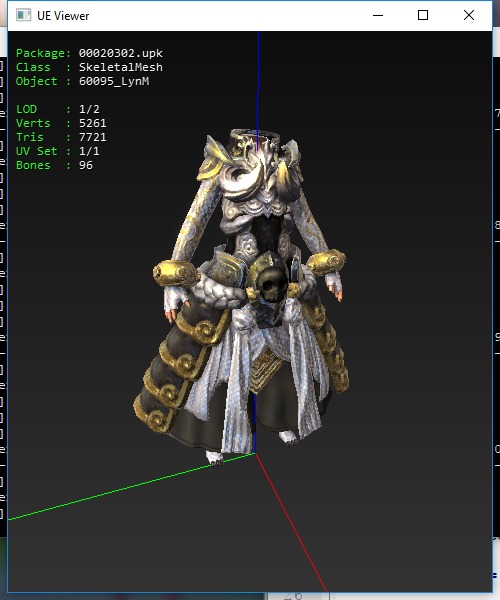 UE Viewer
Package: 00020302.upk
Class : SkeletalMesh
Object : 60095_LynM
LOD : 1/2
Verts : 5261
Tris : 7721
UV Set : 1/1
Bones : 96